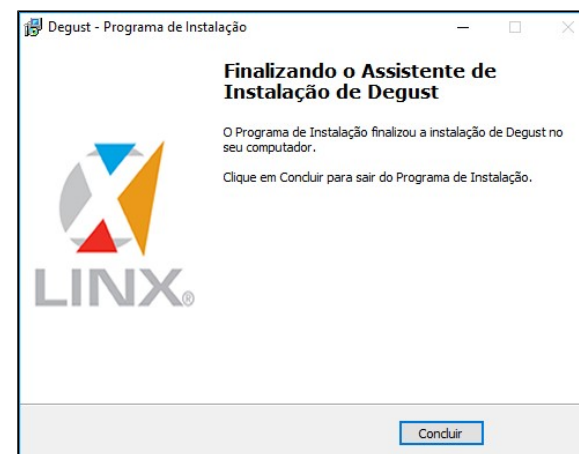 Degust - Programa de Instalação
Finalizando o Assistente de
Instalação de Degust
O Programa de Instalação finalizou a instalação de Degust no
seu computador.
Clique em Concluir para sair do Programa de Instalação.
LINX®
Concluir